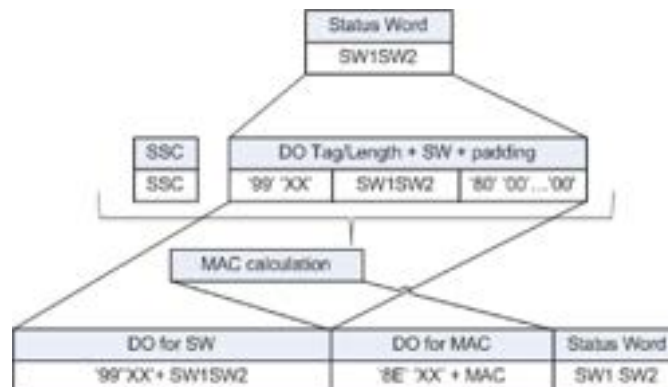 Status Word
SW1SW2
SSC DO Tag/Length + SW + padding
SSC '99' 'XX' SW1SW2 '80' '00'...'00'
MAC calculation
DO for SW DO for MAC Status Word
'99''XX'+ SW1SW2 '8E' 'XX' + MAC SW1 SW2